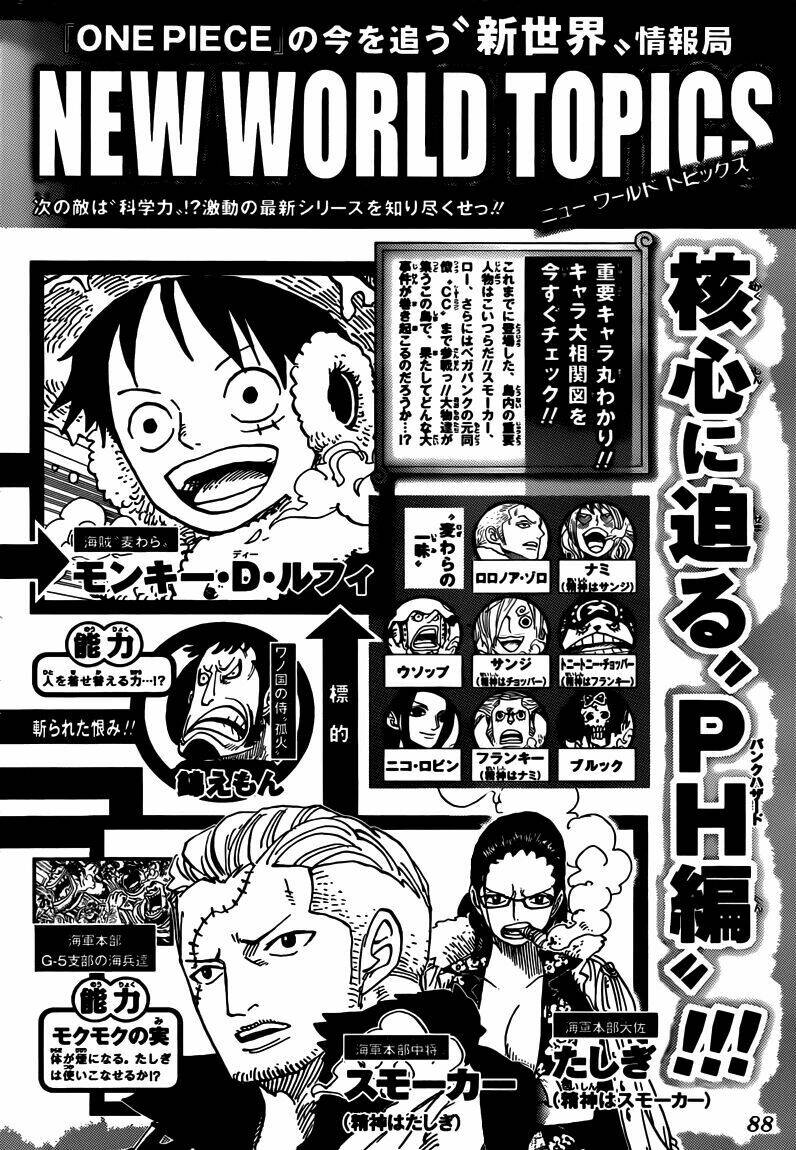 『ONE PIECE』の今を追う〝新世界〟情報局
NEW WORLD TOPICS
ニュー ワールド トピックス
次の敵は〝科学力〟!?激動の最新シリーズを知り尽くせっ!!
核心に迫る〝PH編〟!!!
パンクハザード
重要キャラ丸わかり!!
キャラ大相関図を
今すぐチェック!!
これまでに登場した、島内の重要
人物はこいつらだ!!スモーカー、
ロー、さらにはベガパンクの元同
僚〝CC〟まで参戦っ!!大物達が
集うこの島で、果たしてどんな大
事件が巻き起こるのだろうか…!?
海賊〝麦わら〟
モンキー・D・ルフィ
ディー
〝麦わらの
一味〟
ロロノア・ゾロ
ナミ
(精神はサンジ)
ウソップ
サンジ
(精神はチョッパー)
トニートニー・チョッパー
(精神はフランキー)
ニコ・ロビン
フランキー
(精神はナミ)
ブルック
能力
人を着せ替える力…!?
斬られた恨み!!
ワノ国の侍〝狐火〟
錦えもん
標的
海軍本部
G-5支部の海兵達
能力
モクモクの実
体が煙になる。たしぎ
は使いこなせるか!?
海軍本部中将
スモーカー
(精神はたしぎ)
海軍本部大佐
たしぎ
(精神はスモーカー)
88